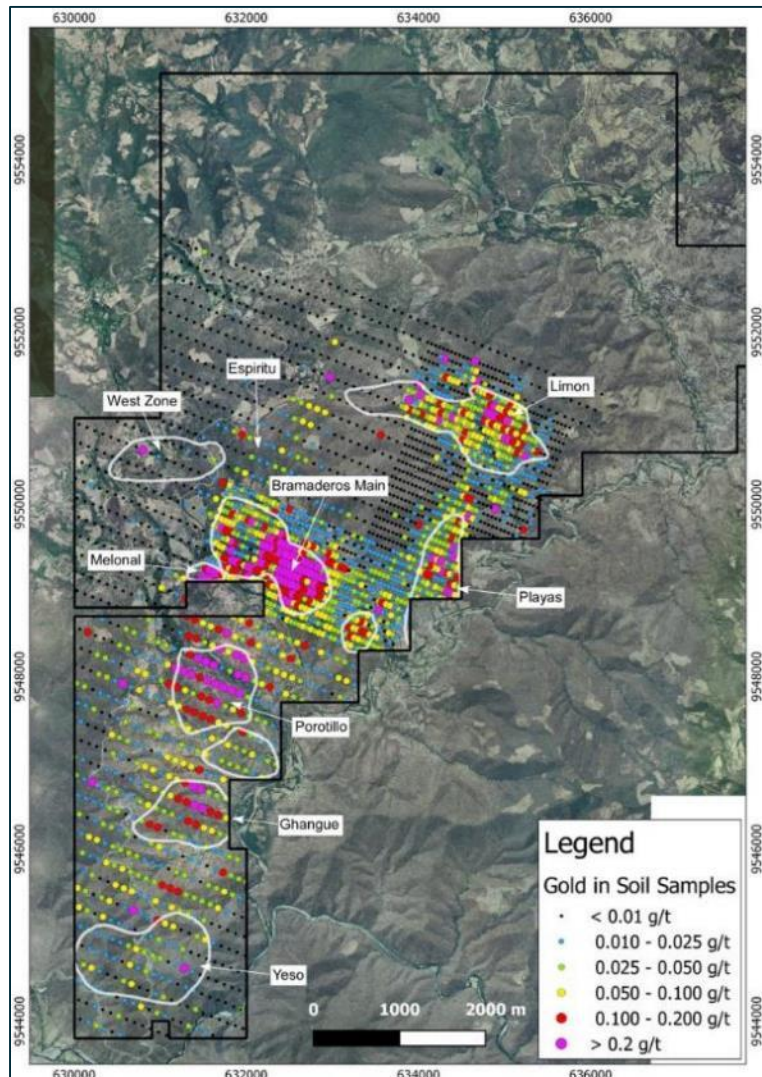 630000 632000 634000 636000
9554000 9554000
9552000 9552000
Espiritu
West Zone
Limon
9550000 9550000
Bramaderos Main
Melonal
Playas
9548000 9548000
Porotillo
Ghangue
9546000 9546000
Yeso
9544000 9544000
Legend
Gold in Soil Samples
< 0.01 g/t
0.010 - 0.025 g/t
0.025 - 0.050 g/t
0.050 - 0.100 g/t
0.100 - 0.200 g/t
> 0.2 g/t
0 1000 2000 m
630000 632000 634000 636000